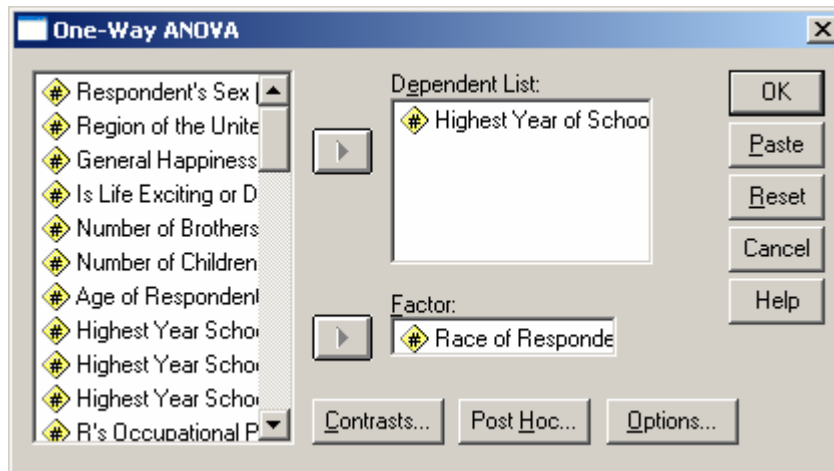 One-Way ANOVA
Respondent's Sex [
Region of the Unite
General Happiness
Is Life Exciting or D
Number of Brothers
Number of Children
Age of Respondent
Highest Year Schoo
Highest Year Schoo
Highest Year Schoo
R's Occupational P
Dependent List:
Highest Year of Schoo
Factor:
Race of Responde
Contrasts...
Post Hoc...
Options...
OK
Paste
Reset
Cancel
Help